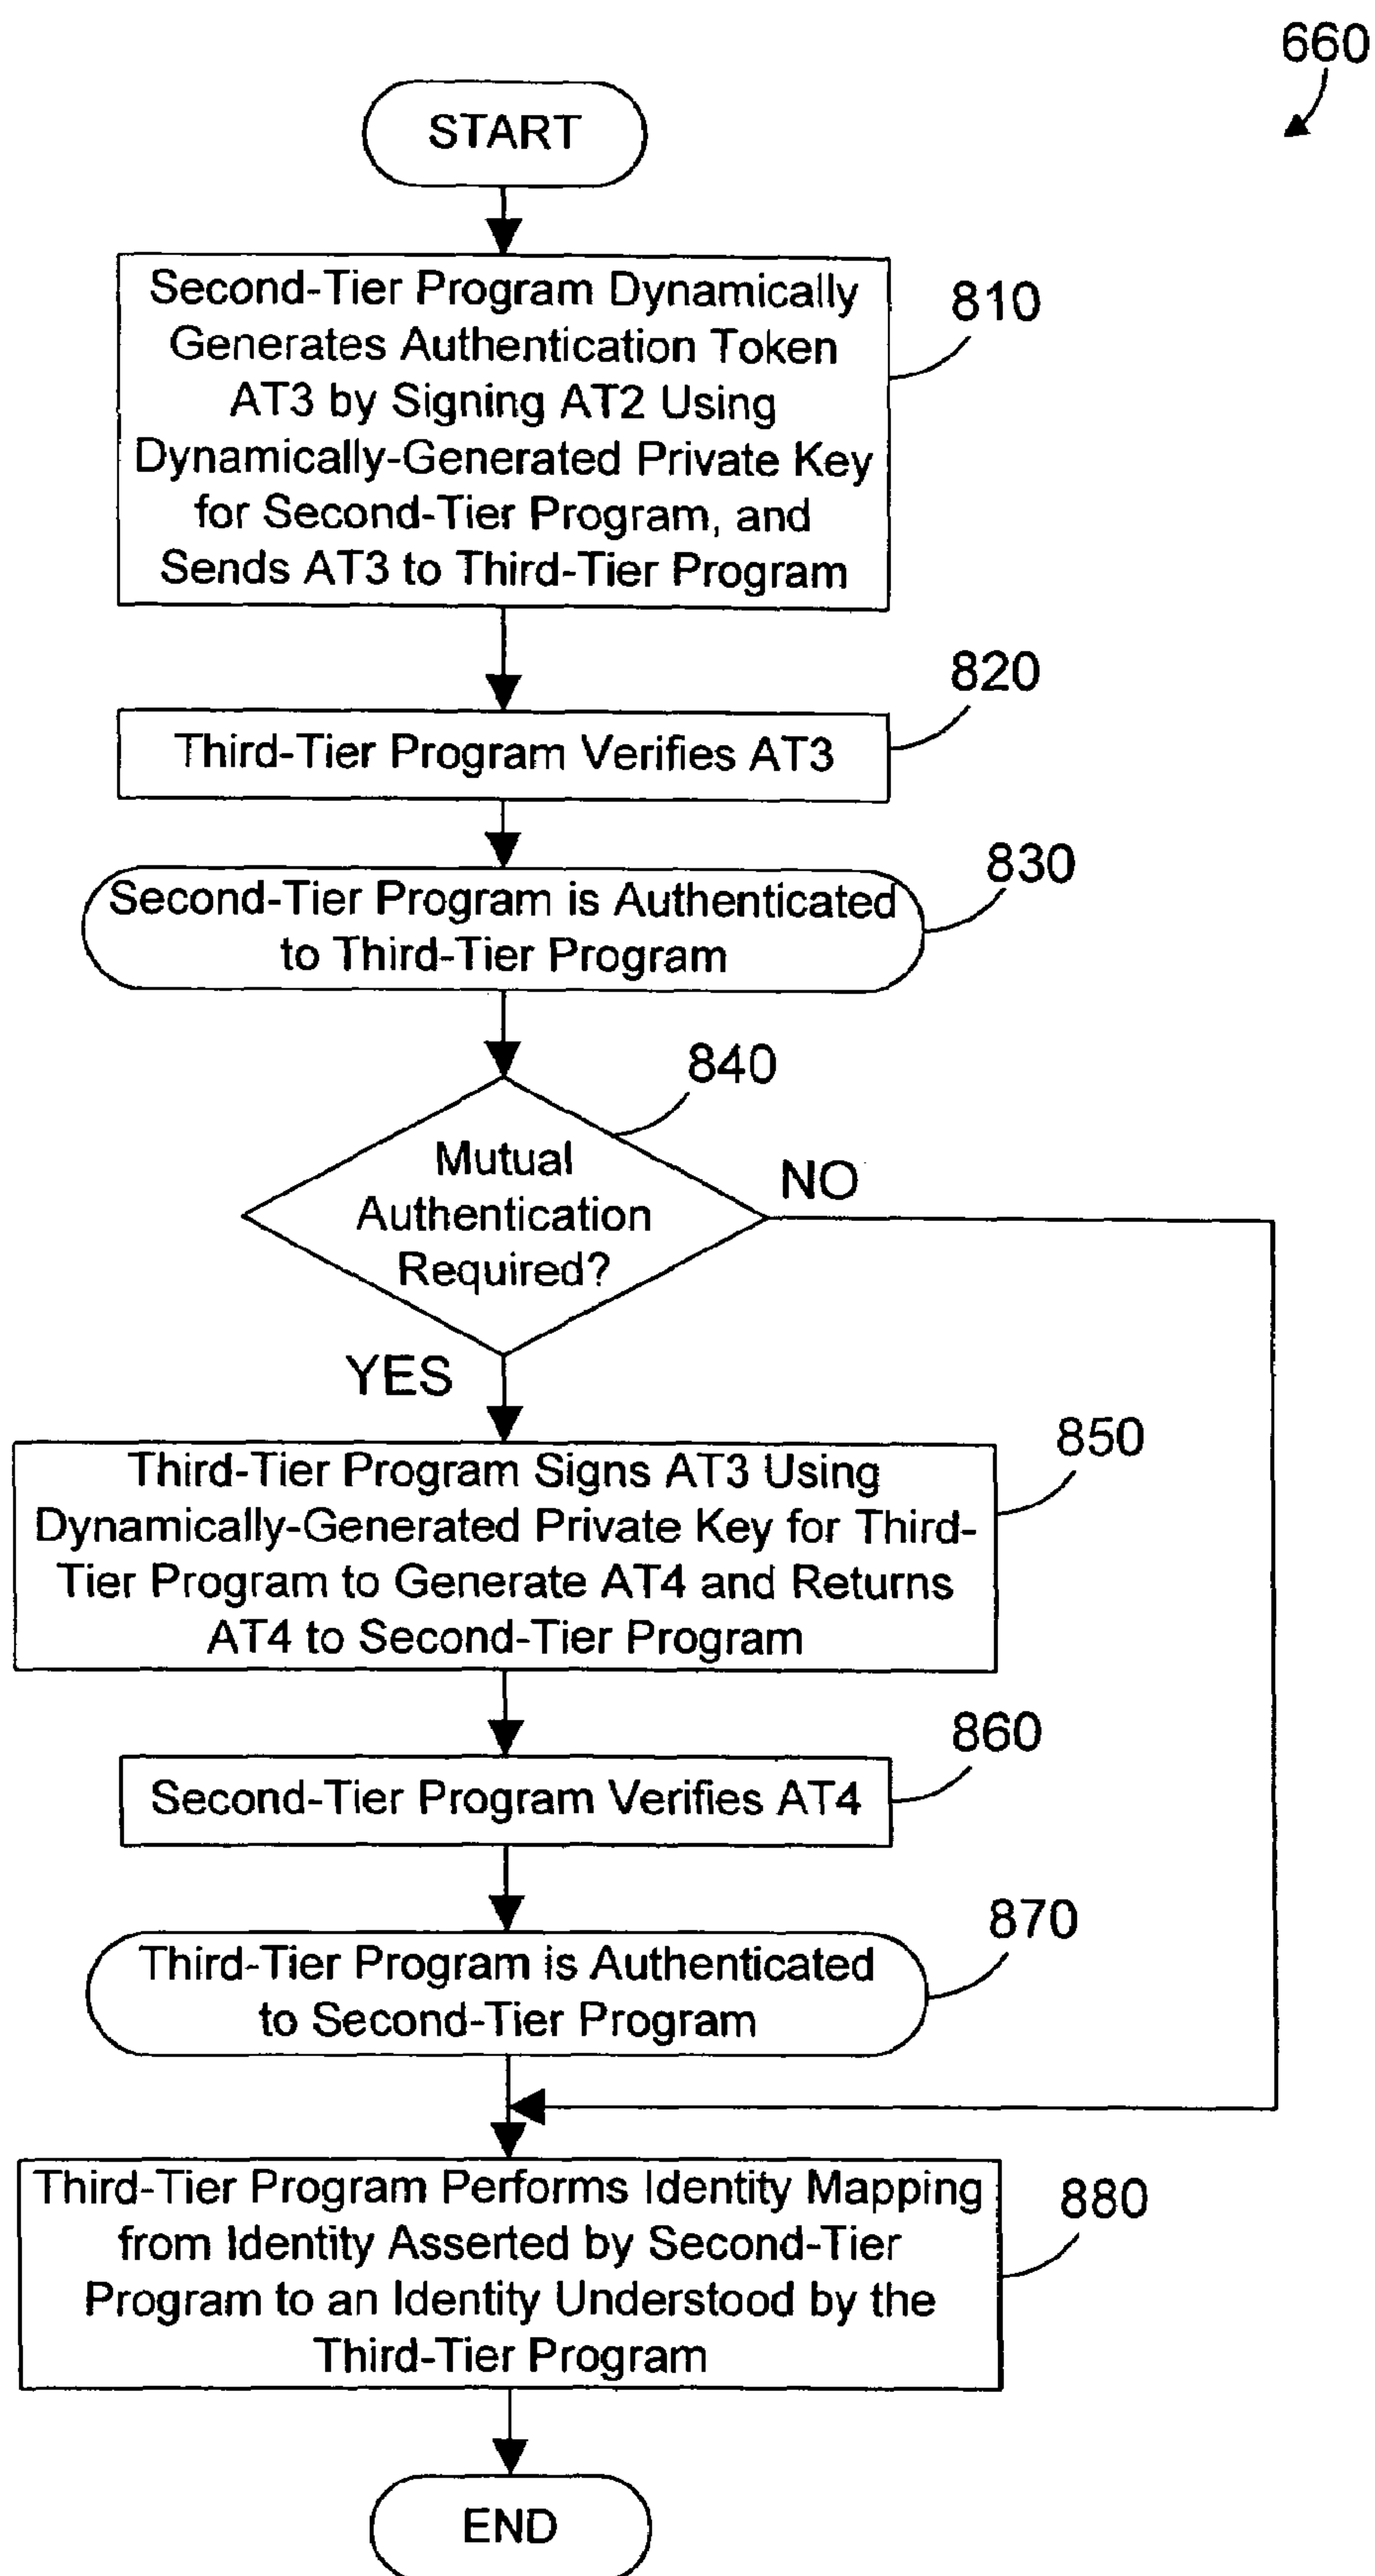 660
START
Second-Tier Program Dynamically
Generates Authentication Token
AT3 by Signing AT2 Using
Dynamically-Generated Private Key
for Second-Tier Program, and
Sends AT3 to Third-Tier Program
810
Third-Tier Program Verifies AT3
820
Second-Tier Program is Authenticated
to Third-Tier Program
830
Mutual
Authentication
Required?
840
NO
YES
Third-Tier Program Signs AT3 Using
Dynamically-Generated Private Key for Third-
Tier Program to Generate AT4 and Returns
AT4 to Second-Tier Program
850
Second-Tier Program Verifies AT4
860
Third-Tier Program is Authenticated
to Second-Tier Program
870
Third-Tier Program Performs Identity Mapping
from Identity Asserted by Second-Tier
Program to an Identity Understood by the
Third-Tier Program
880
END